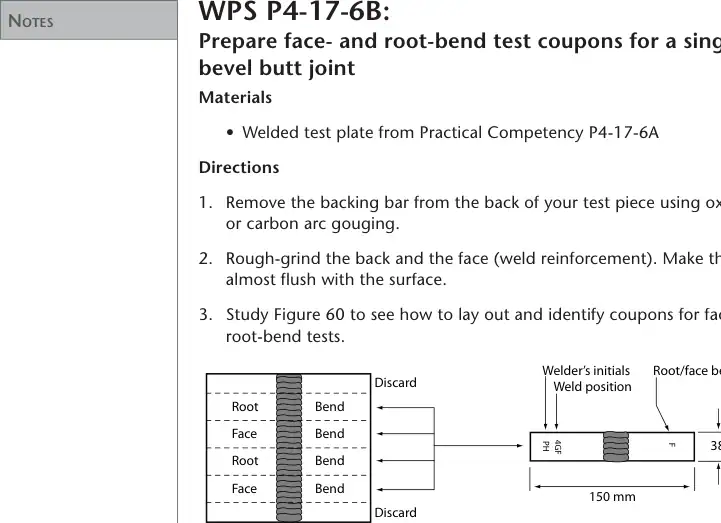 NOTES
WPS P4-17-6B:
Prepare face- and root-bend test coupons for a sing
bevel butt joint
Materials
• Welded test plate from Practical Competency P4-17-6A
Directions
1. Remove the backing bar from the back of your test piece using ox
or carbon arc gouging.
2. Rough-grind the back and the face (weld reinforcement). Make th
almost flush with the surface.
3. Study Figure 60 to see how to lay out and identify coupons for fac
root-bend tests.
Welder's initials Root/face be
Weld position
Discard
Root Bend
Face Bend
Root Bend
Face Bend
Discard
PH
4GF
F
38
150 mm